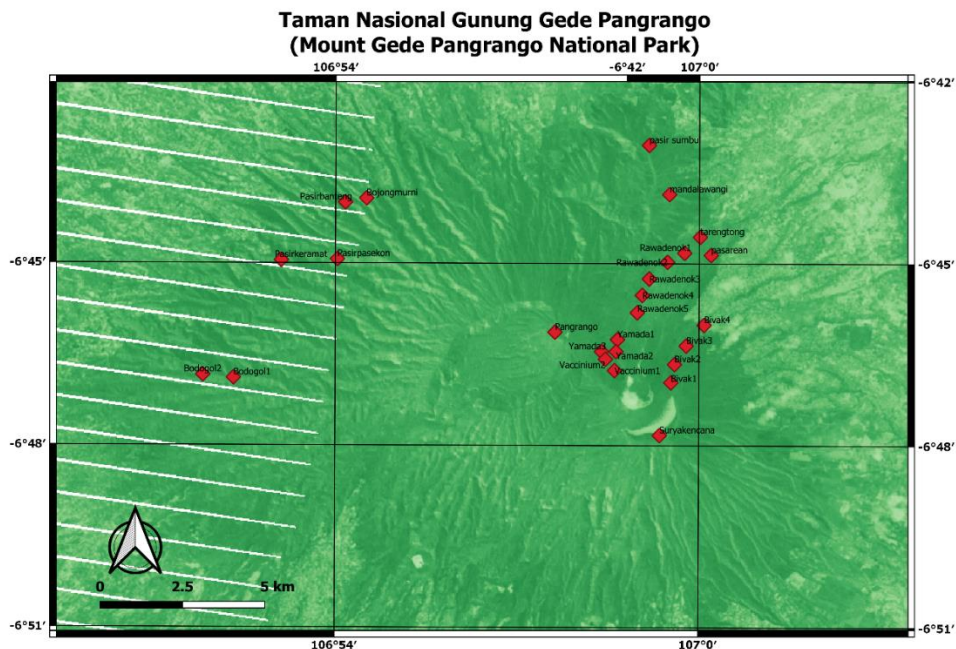 Taman Nasional Gunung Gede Pangrango
(Mount Gede Pangrango National Park)
106°54′ -6°42′ 107°0′
-6°42′
pasir sumbu
mandalawangi
Pasirbanteng Bojongmurni
tarengtong
Rawadenok1 pasarean
Pasirkeramat Pasirpasekon Rawadenok2
-6°45′ -6°45′
Rawadenok3
Rawadenok4
Rawadenok5
Bivak4
Pangrango Yamada1
Yamada3 Bivak3
Yamada2
Vaccinium2 Bivak2
Bodogol2 Bodogol1 Vaccinium1
Bivak1
Suryakencana
-6°48′ -6°48′
0 2.5 5 km
-6°51′ -6°51′
106°54′ 107°0′